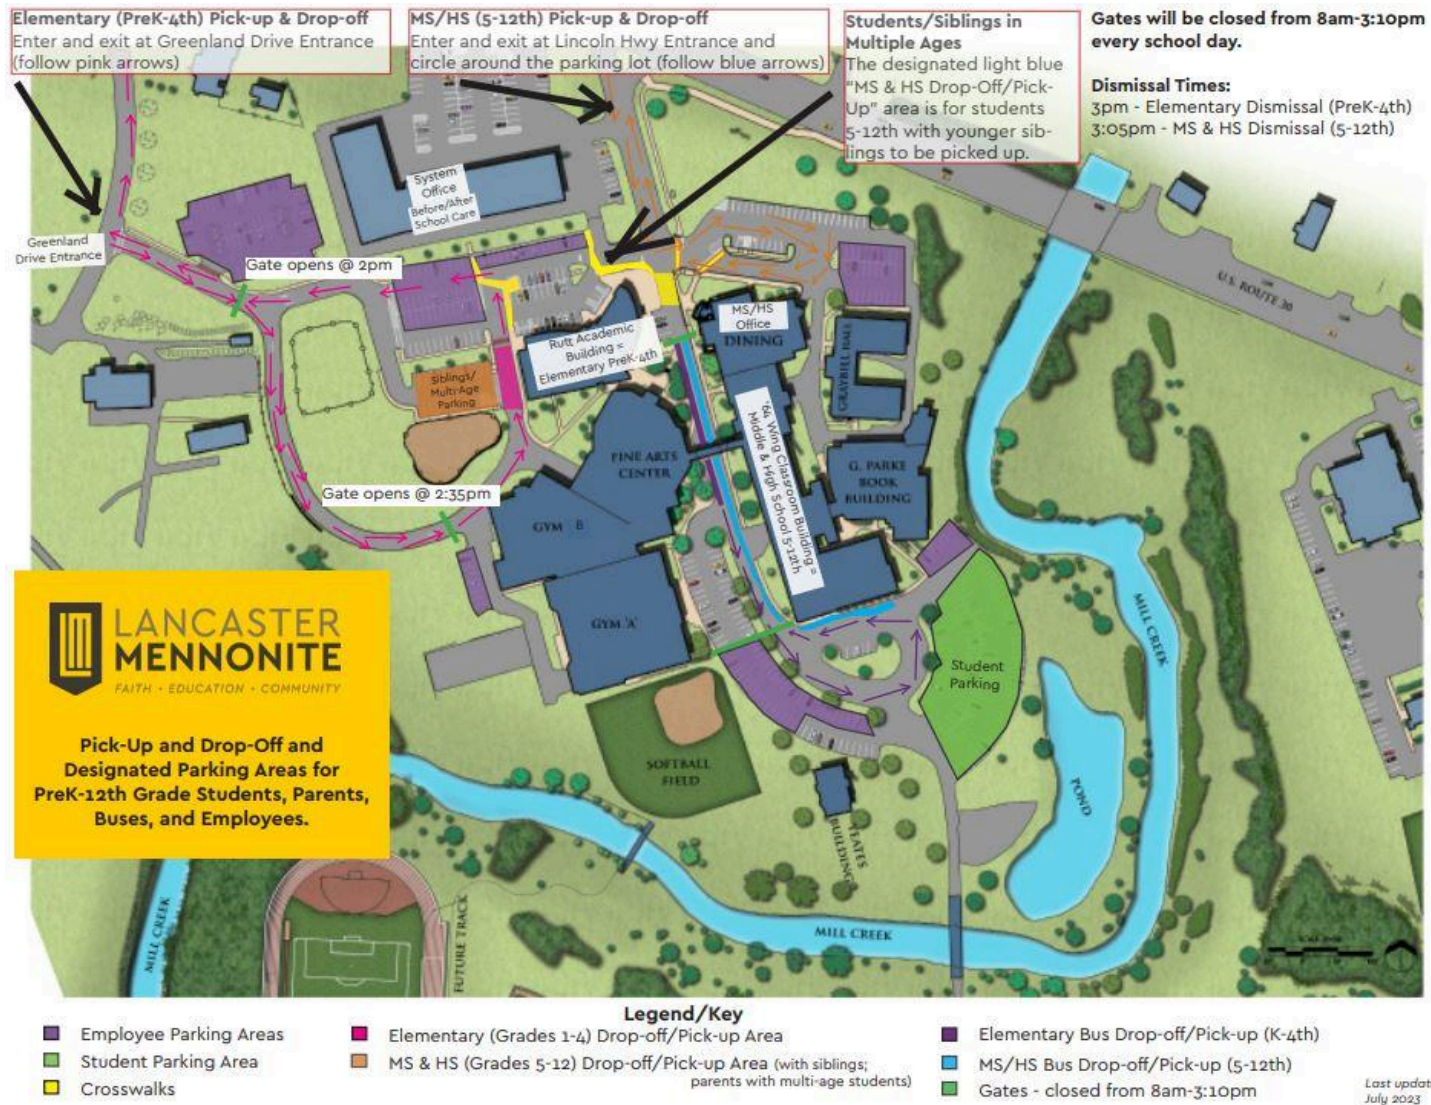 Elementary (PreK-4th) Pick-up & Drop-off
Enter and exit at Greenland Drive Entrance
(follow pink arrows)
MS/HS (5-12th) Pick-up & Drop-off
Enter and exit at Lincoln Hwy Entrance and
circle around the parking lot (follow blue arrows)
Students/Siblings in
Multiple Ages
The designated light blue
"MS & HS Drop-Off/Pick-
Up" area is for students
5-12th with younger sib-
lings to be picked up.
Gates will be closed from 8am-3:10pm
every school day.
Dismissal Times:
3pm - Elementary Dismissal (PreK-4th)
3:05pm - MS & HS Dismissal (5-12th)
System
Office
Before/After
School Care
Greenland
Drive Entrance
Gate opens @ 2pm
U.S. ROUTE 30
MS/HS
Office
DINING
Rutt Academic
Building =
Elementary PreK-4th
GRAYBILL HALL
Siblings/
Multi-Age
Parking
'64 Wing Classroom Building =
Middle & High School 5-12th
FINE ARTS
CENTER
G. PARKE
BOOK
BUILDING
Gate opens @ 2:35pm
GYM B
GYM 'A'
MILL CREEK
LANCASTER
MENNONITE
FAITH • EDUCATION • COMMUNITY
Pick-Up and Drop-Off and
Designated Parking Areas for
PreK-12th Grade Students, Parents,
Buses, and Employees.
Student
Parking
SOFTBALL
FIELD
POND
YEATES
BUILDING
MILL CREEK
MILL CREEK
FUTURE TRACK
Legend/Key
Employee Parking Areas
Student Parking Area
Crosswalks
Elementary (Grades 1-4) Drop-off/Pick-up Area
MS & HS (Grades 5-12) Drop-off/Pick-up Area (with siblings;
parents with multi-age students)
Elementary Bus Drop-off/Pick-up (K-4th)
MS/HS Bus Drop-off/Pick-up (5-12th)
Gates - closed from 8am-3:10pm
Last updat
July 2023